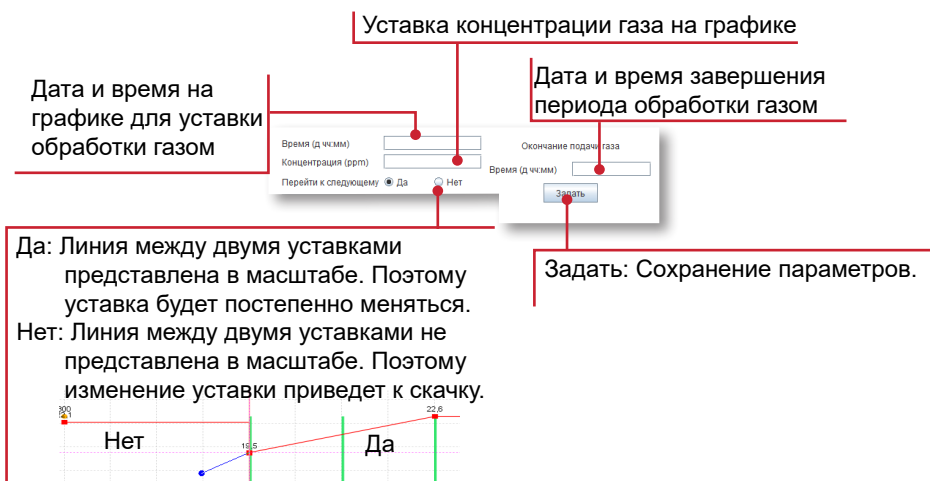 Уставка концентрации газа на графике
Дата и время на
графике для уставки
обработки газом
Дата и время завершения
периода обработки газом
Время (д чч:мм)
Концентрация (ppm)
Перейти к следующему Да Нет
Окончание подачи газа
Время (д чч:мм)
Задать
Да: Линия между двумя уставками
представлена в масштабе. Поэтому
уставка будет постепенно меняться.
Нет: Линия между двумя уставками не
представлена в масштабе. Поэтому
изменение уставки приведет к скачку.
Задать: Сохранение параметров.
22,6
Нет
19,5
Да